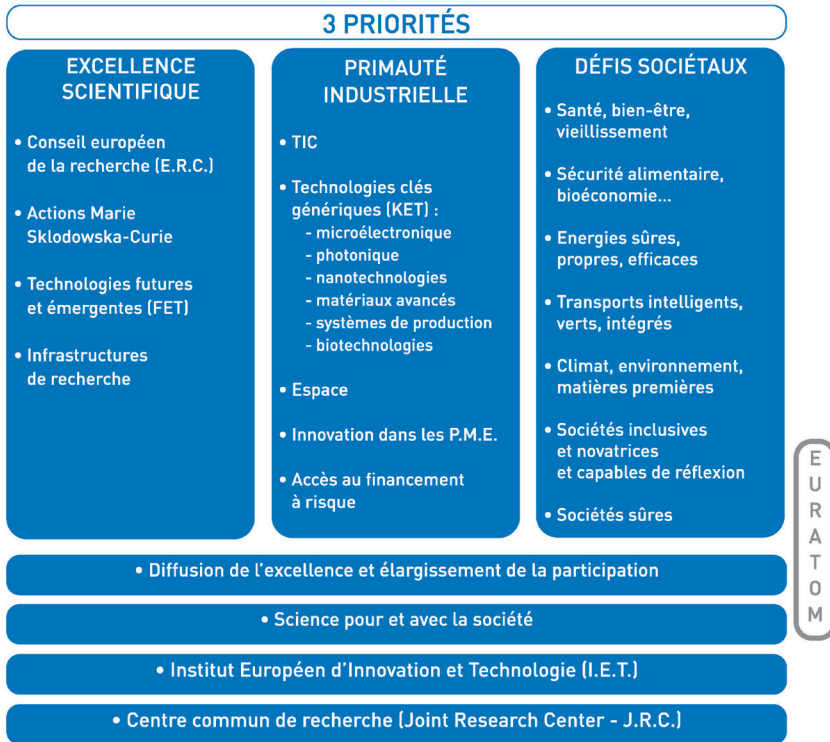 3 PRIORITÉS
EXCELLENCE
SCIENTIFIQUE
• Conseil européen
de la recherche (E.R.C.)
• Actions Marie
Sklodowska-Curie
• Technologies futures
et émergentes (FET)
• Infrastructures
de recherche
PRIMAUTÉ
INDUSTRIELLE
• TIC
• Technologies clés
génériques (KET) :
- microélectronique
- photonique
- nanotechnologies
- matériaux avancés
- systèmes de production
- biotechnologies
• Espace
• Innovation dans les P.M.E.
• Accès au financement
à risque
DÉFIS SOCIÉTAUX
• Santé, bien-être,
vieillissement
• Sécurité alimentaire,
bioéconomie...
• Energies sûres,
propres, efficaces
• Transports intelligents,
verts, intégrés
• Climat, environnement,
matières premières
• Sociétés inclusives
et novatrices
et capables de réflexion
• Sociétés sûres
• Diffusion de l'excellence et élargissement de la participation
• Science pour et avec la société
• Institut Européen d'Innovation et Technologie (I.E.T.)
• Centre commun de recherche (Joint Research Center - J.R.C.)
EURATOM